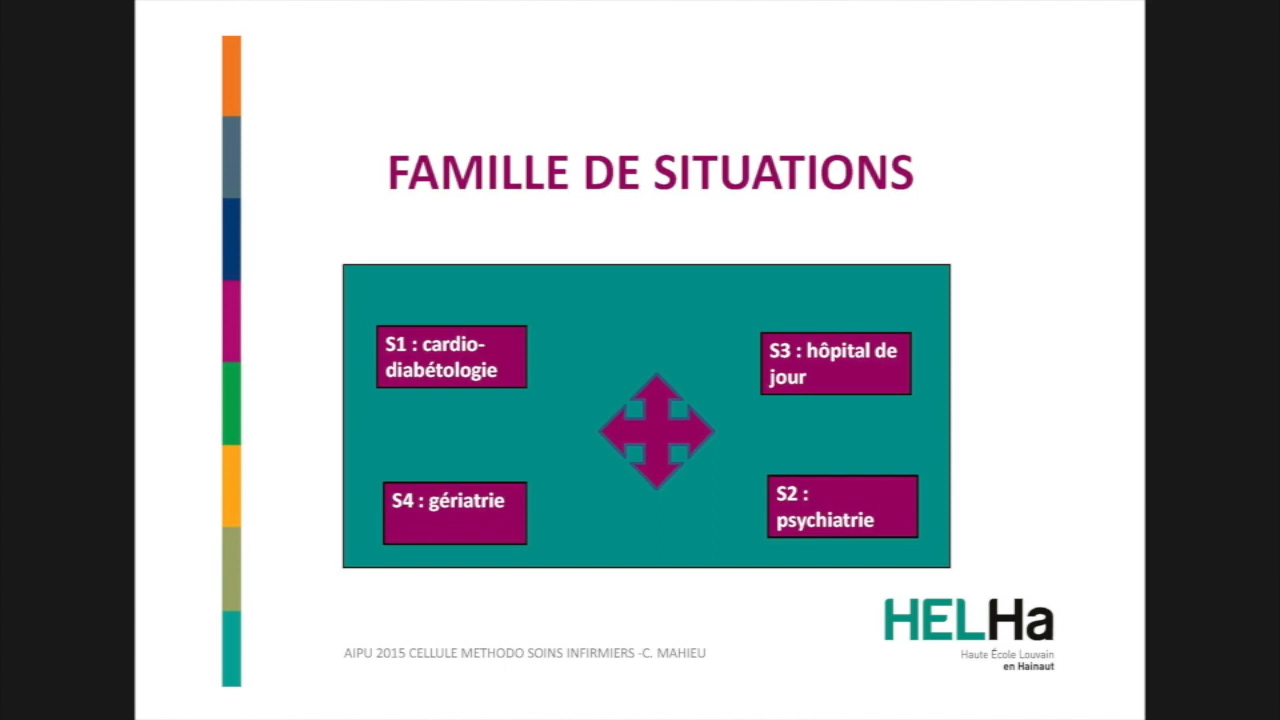 FAMILLE DE SITUATIONS
S1 : cardio-
diabétologie
S3 : hôpital de
jour
S4 : gériatrie
S2 :
psychiatrie
AIPU 2015 CELLULE METHODO SOINS INFIRMIERS -C. MAHIEU
HELHa
Haute École Louvain
en Hainaut